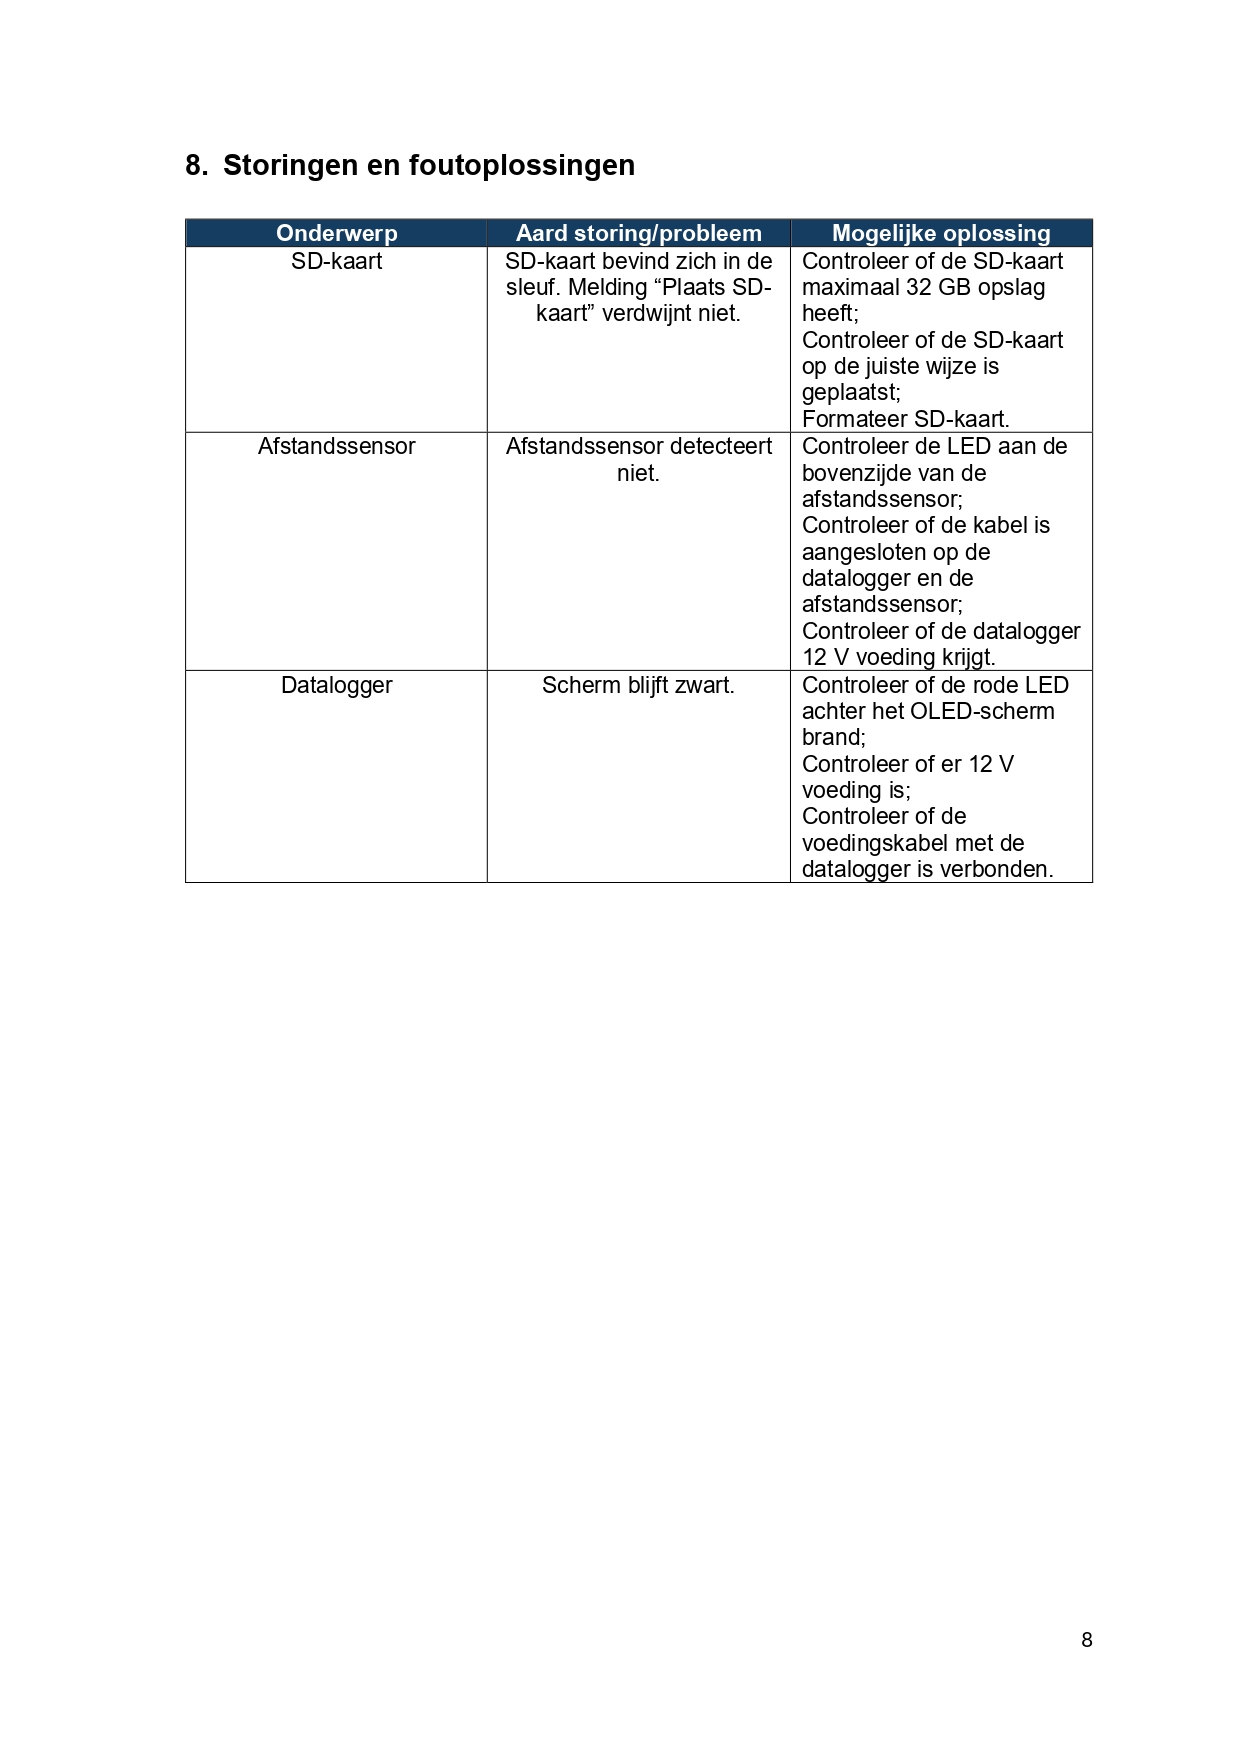 8. Storingen en foutoplossingen
Onderwerp
Aard storing/probleem
Mogelijke oplossing
SD-kaart
SD-kaart bevind zich in de
sleuf. Melding “Plaats SD-
kaart” verdwijnt niet.
Controleer of de SD-kaart
maximaal 32 GB opslag
heeft;
Controleer of de SD-kaart
op de juiste wijze is
geplaatst;
Formateer SD-kaart.
Afstandssensor
Afstandssensor detecteert
niet.
Controleer de LED aan de
bovenzijde van de
afstandssensor;
Controleer of de kabel is
aangesloten op de
datalogger en de
afstandssensor;
Controleer of de datalogger
12 V voeding krijgt.
Datalogger
Scherm blijft zwart.
Controleer of de rode LED
achter het OLED-scherm
brand;
Controleer of er 12 V
voeding is;
Controleer of de
voedingskabel met de
datalogger is verbonden.
8